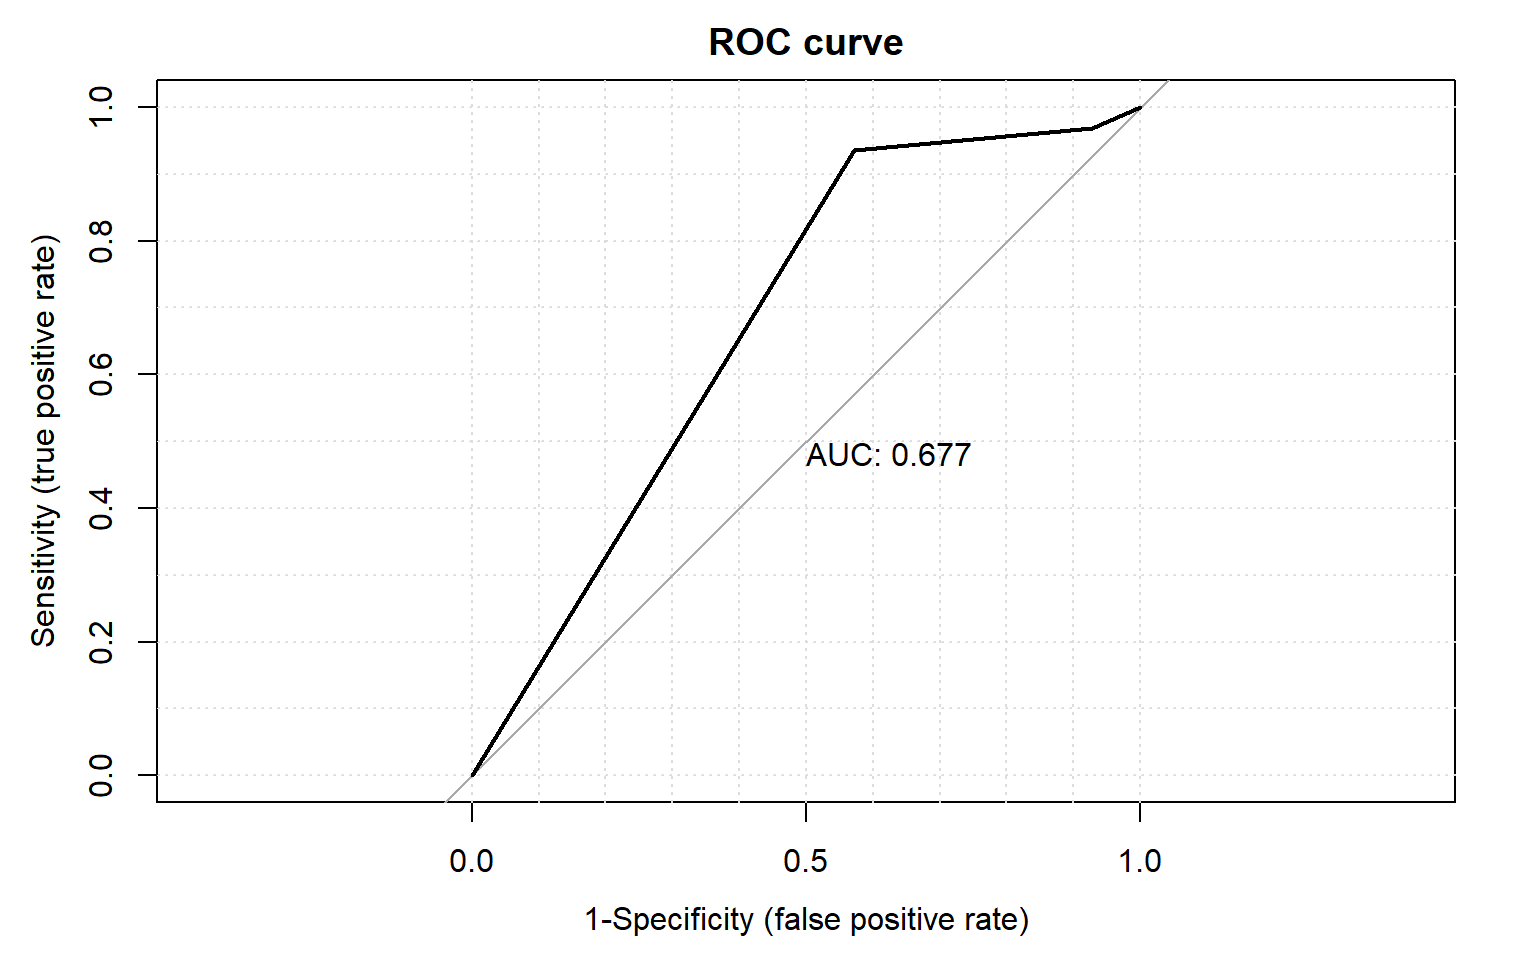 ROC curve
Sensitivity (true positive rate)
1.0
0.8
0.6
0.4
0.2
0.0
AUC: 0.677
0.0 0.5 1.0
1-Specificity (false positive rate)